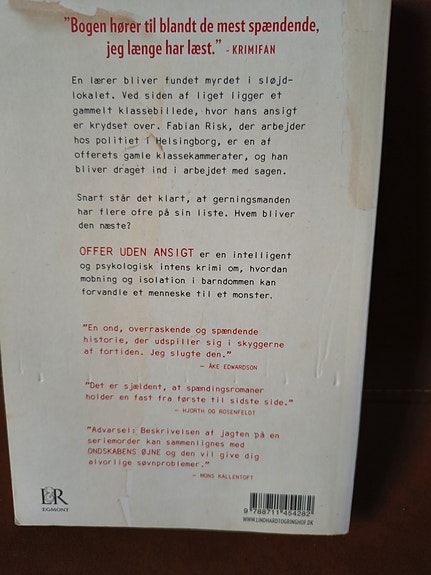 "Bogen hører til blandt de mest spændende,
jeg længe har læst." - KRIMIFAN
En lærer bliver fundet myrdet i sløjd-
lokalet. Ved siden af liget ligger et
gammelt klassebillede, hvor hans ansigt
er krydset over. Fabian Risk, der arbejder
hos politiet i Helsingborg, er en af
offerets gamle klassekammerater, og han
bliver draget ind i arbejdet med sagen.
Snart står det klart, at gerningsmanden
har flere ofre på sin liste. Hvem bliver
den næste?
OFFER UDEN ANSIGT er en intelligent
og psykologisk intens krimi om, hvordan
mobning og isolation i barndommen kan
forvandle et menneske til et monster.
"En ond, overraskende og spændende
historie, der udspiller sig i skyggerne
af fortiden. Jeg slugte den."
- ÅKE EDWARDSON
"Det er sjældent, at spændingsromaner
holder en fast fra første til sidste side."
- HJORTH OG ROSENFELDT
"Advarsel: Beskrivelsen af jagten på en
seriemorder kan sammenlignes med
ONDSKABENS ØJNE og den vil give dig
alvorlige søvnproblemer."
- MONS KALLENTOFT
L&R
EGMONT
9 788711 454282
WWW.LINDHARDTOGRINGHOF.DK